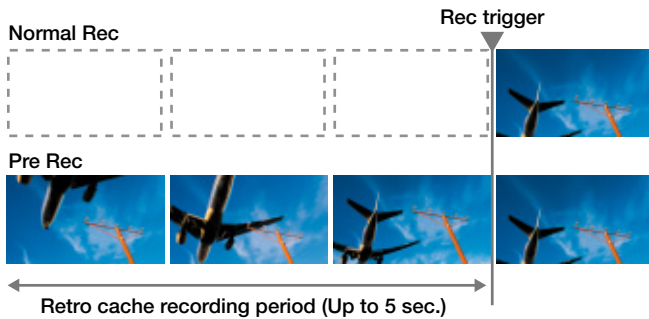 Rec trigger
Normal Rec
Pre Rec
Retro cache recording period (Up to 5 sec.)